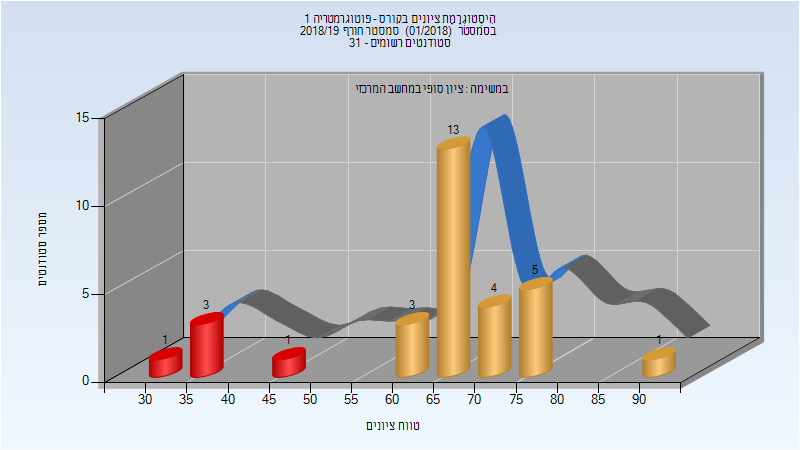 היסטוגרמת ציונים בקורס - פוטוגרמטריה 1
בסמסטר (01/2018) סמסטר חורף 2018/19
סטודנטים רשומים - 31
במשימה : ציון סופי במחשב המרכזי
מספר סטודנטים
15
10
5
0
1
3
1
3
13
4
5
1
30 35 40 45 50 55 60 65 70 75 80 85 90
טווח ציונים